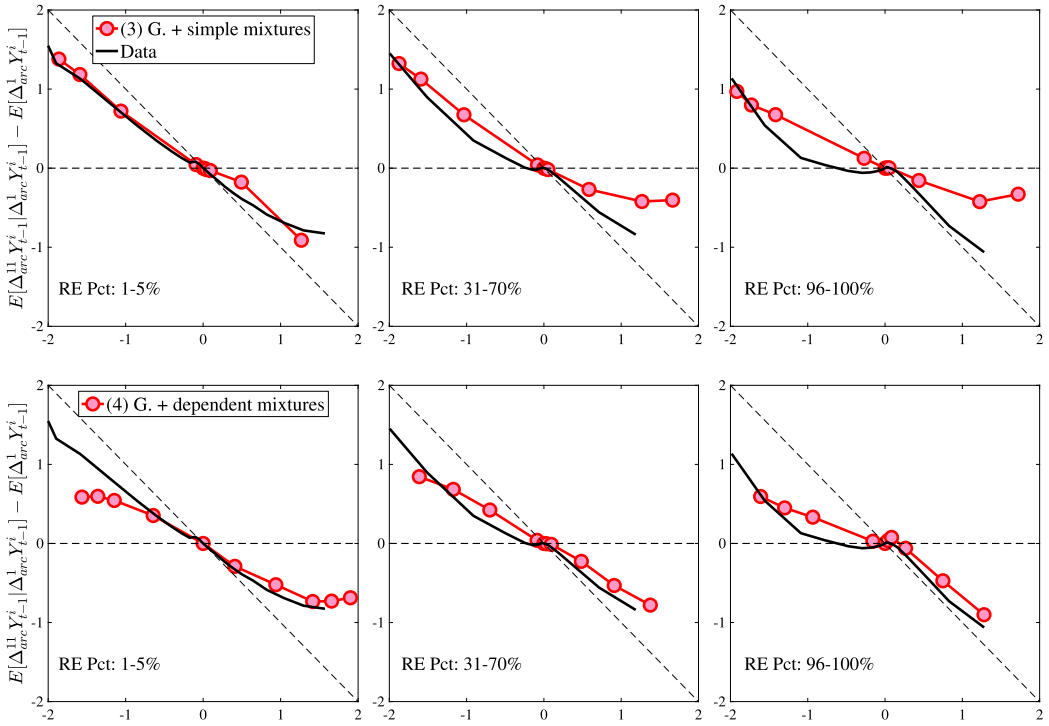 E[Δ^{11}_{arc} Y^i_{t−1} | Δ^1_{arc} Y^i_{t−1}] − E[Δ^1_{arc} Y^i_{t−1}]
2
1
0
-1
-2
(3) G. + simple mixtures
Data
RE Pct: 1-5%
-2 -1 0 1 2
2
1
0
-1
-2
RE Pct: 31-70%
-2 -1 0 1 2
2
1
0
-1
-2
RE Pct: 96-100%
-2 -1 0 1 2
E[Δ^{11}_{arc} Y^i_{t−1} | Δ^1_{arc} Y^i_{t−1}] − E[Δ^1_{arc} Y^i_{t−1}]
2
1
0
-1
-2
(4) G. + dependent mixtures
RE Pct: 1-5%
-2 -1 0 1 2
2
1
0
-1
-2
RE Pct: 31-70%
-2 -1 0 1 2
2
1
0
-1
-2
RE Pct: 96-100%
-2 -1 0 1 2